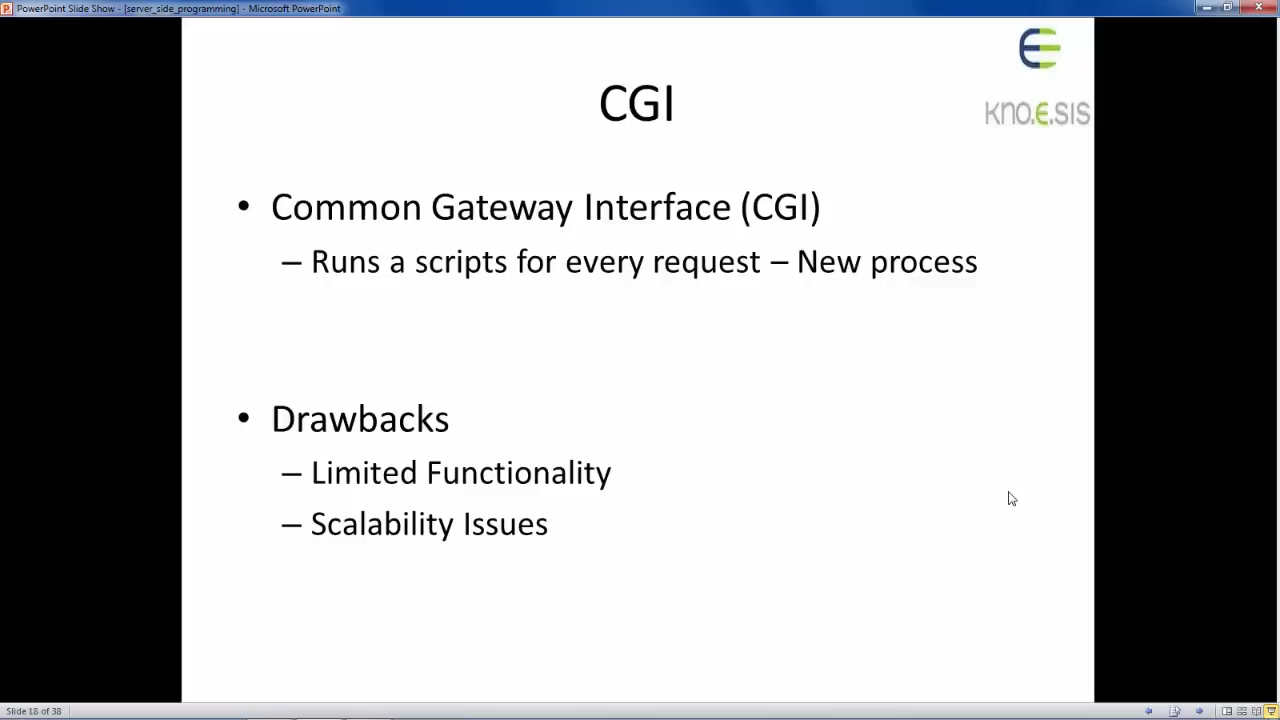 PowerPoint Slide Show - [server_side_programming] - Microsoft PowerPoint
CGI
KNO.E.SIS
• Common Gateway Interface (CGI)
– Runs a scripts for every request – New process
• Drawbacks
– Limited Functionality
– Scalability Issues
Slide 18 of 38